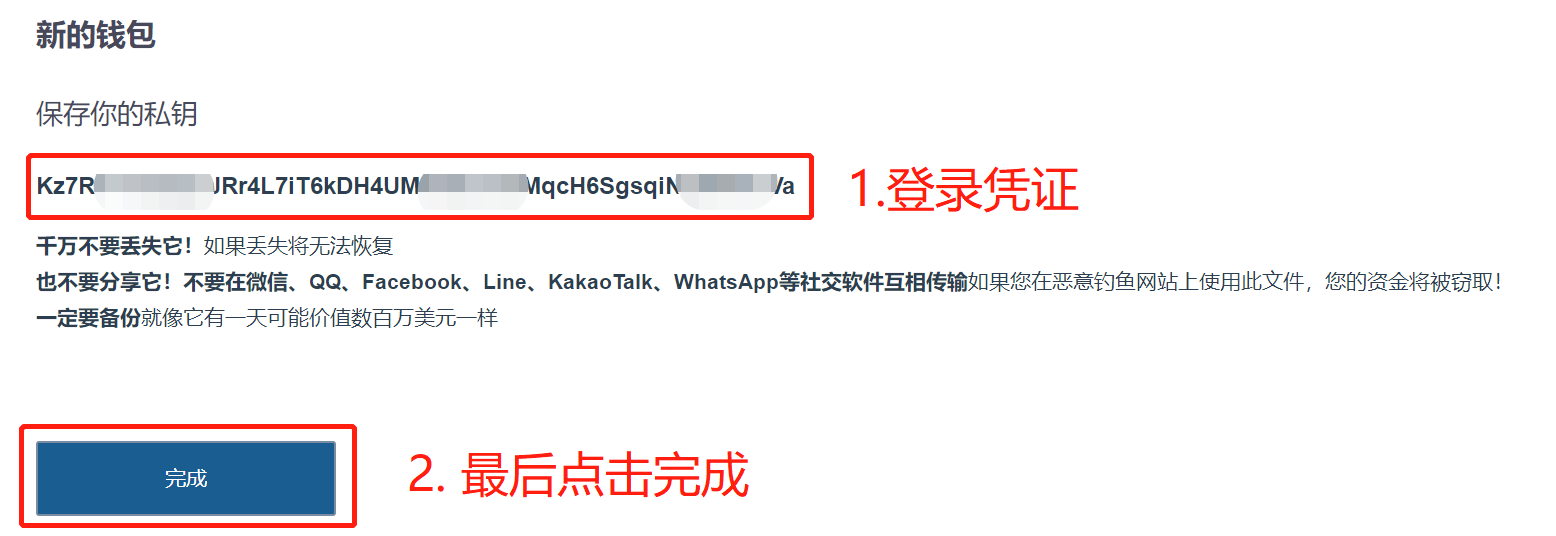 新的钱包
保存你的私钥
Kz7R JRr4L7iT6kDH4UM MqcH6SgsqiN Va
1.登录凭证
千万不要丢失它！如果丢失将无法恢复
也不要分享它！不要在微信、QQ、Facebook、Line、KakaoTalk、WhatsApp等社交软件互相传输如果您在恶意钓鱼网站上使用此文件，您的资金将被窃取！
一定要备份就像它有一天可能价值数百万美元一样
完成
2. 最后点击完成